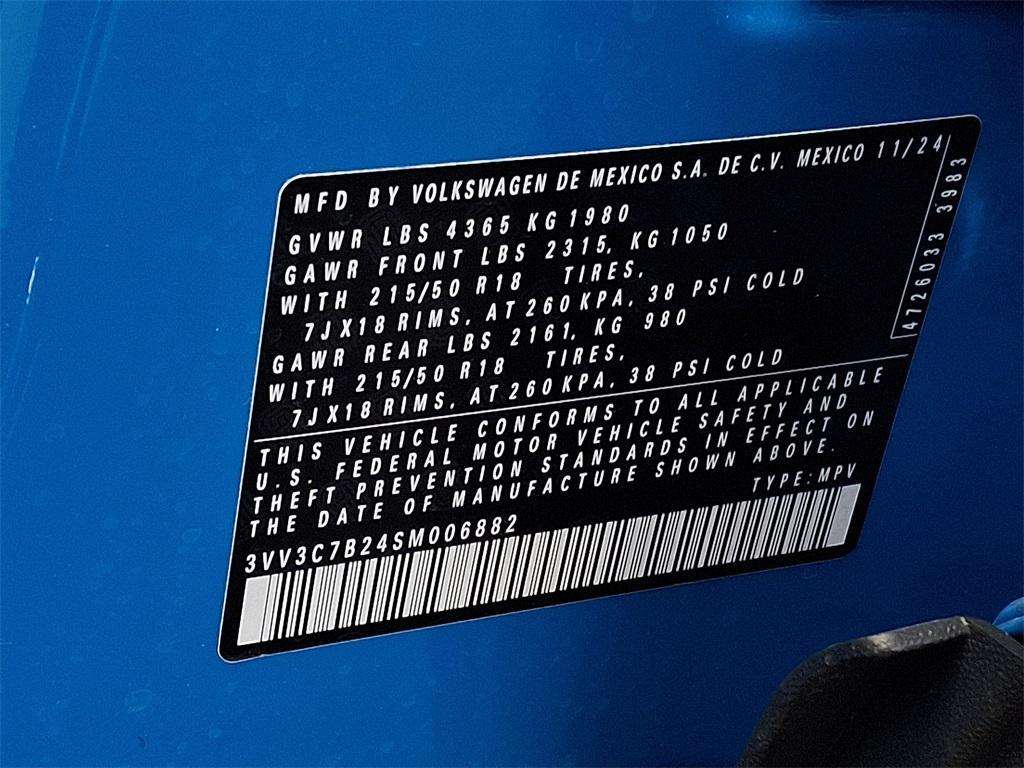 MFD BY VOLKSWAGEN DE MEXICO S.A. DE C.V. MEXICO 11/24
GVWR LBS 4365 KG 1980
GAWR FRONT LBS 2315, KG 1050
WITH 215/50 R18 TIRES,
7JX18 RIMS, AT 260 KPA, 38 PSI COLD
GAWR REAR LBS 2161, KG 980
WITH 215/50 R18 TIRES,
7JX18 RIMS, AT 260 KPA, 38 PSI COLD
4726033 3983
THIS VEHICLE CONFORMS TO ALL APPLICABLE
U.S. FEDERAL MOTOR VEHICLE SAFETY AND
THEFT PREVENTION STANDARDS IN EFFECT ON
THE DATE OF MANUFACTURE SHOWN ABOVE.
TYPE: MPV
3VV3C7B24SM006882